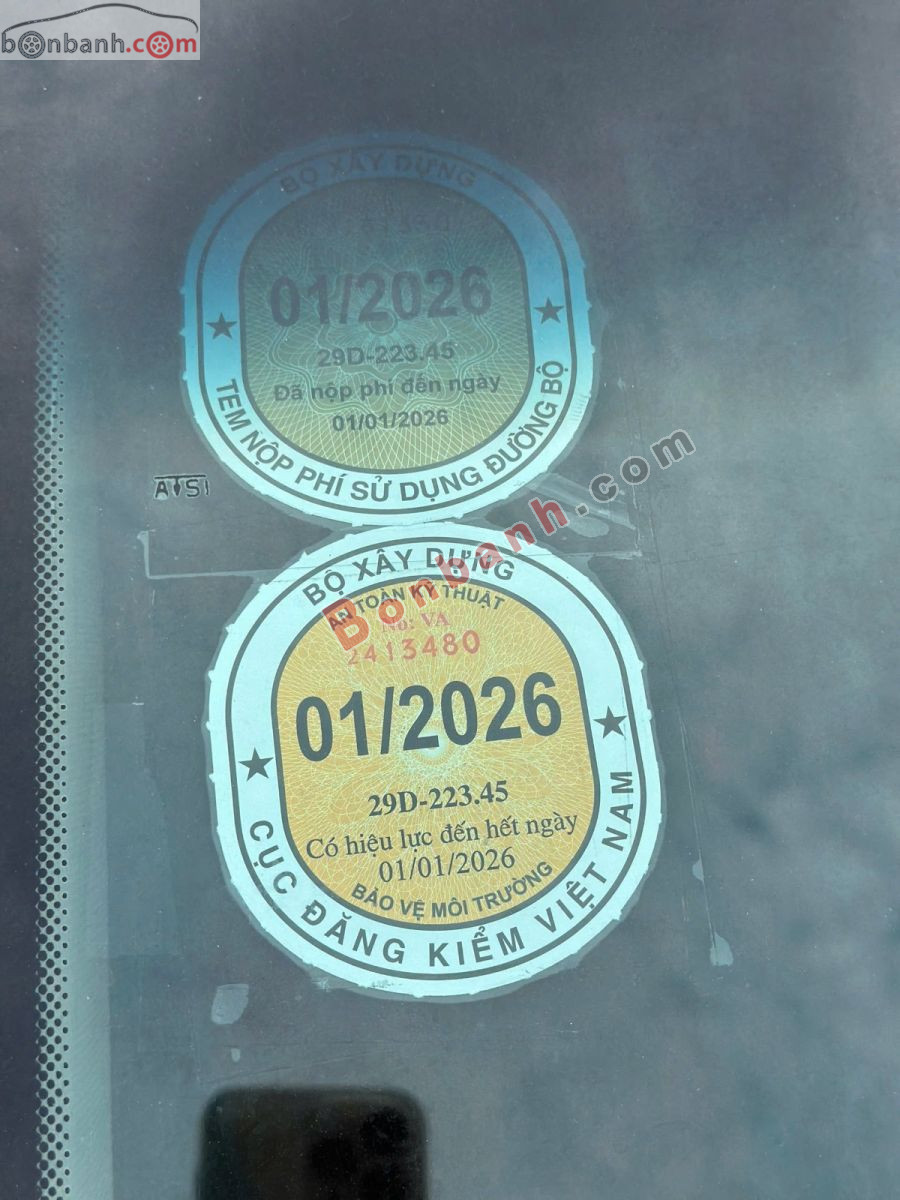 bonbanh.com
BỘ XÂY DỰNG
01/2026
29D-223.45
Đã nộp phí đến ngày
01/01/2026
TEM NỘP PHÍ SỬ DỤNG ĐƯỜNG BỘ
ATSI
Bonbanh.com
BỘ XÂY DỰNG
AN TOÀN KỸ THUẬT
No: VA
2413480
01/2026
29D-223.45
Có hiệu lực đến hết ngày
01/01/2026
BẢO VỆ MÔI TRƯỜNG
CỤC ĐĂNG KIỂM VIỆT NAM